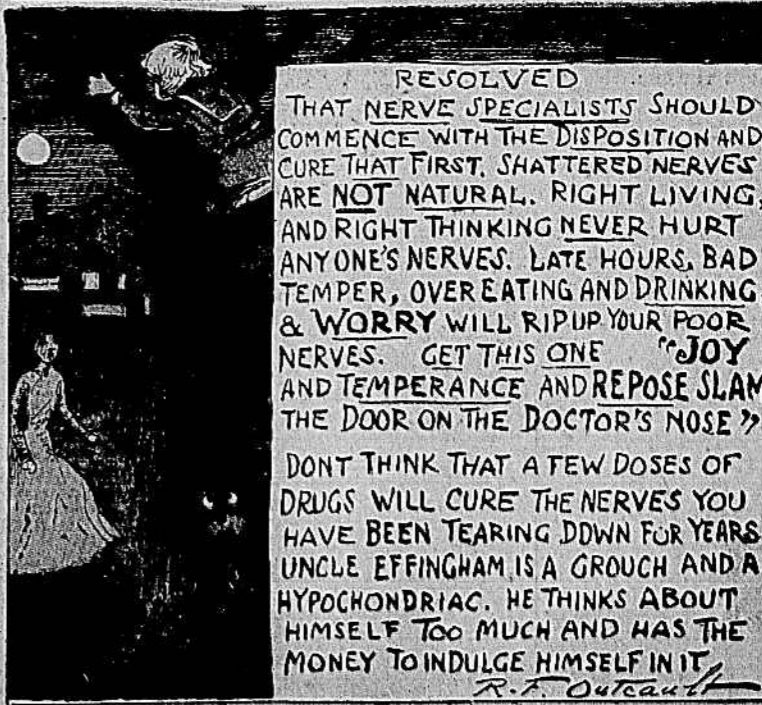 RESOLVED
THAT NERVE SPECIALISTS SHOULD
COMMENCE WITH THE DISPOSITION AND
CURE THAT FIRST. SHATTERED NERVES
ARE NOT NATURAL. RIGHT LIVING,
AND RIGHT THINKING NEVER HURT
ANYONE'S NERVES. LATE HOURS, BAD
TEMPER, OVER EATING AND DRINKING
& WORRY WILL RIP UP YOUR POOR
NERVES. GET THIS ONE "JOY
AND TEMPERANCE AND REPOSE SLAM
THE DOOR ON THE DOCTOR'S NOSE"
DONT THINK THAT A FEW DOSES OF
DRUGS WILL CURE THE NERVES YOU
HAVE BEEN TEARING DOWN FOR YEARS
UNCLE EFFINGHAM IS A GROUCH AND A
HYPOCHONDRIAC. HE THINKS ABOUT
HIMSELF TOO MUCH AND HAS THE
MONEY TO INDULGE HIMSELF IN IT
R.F. Outcault